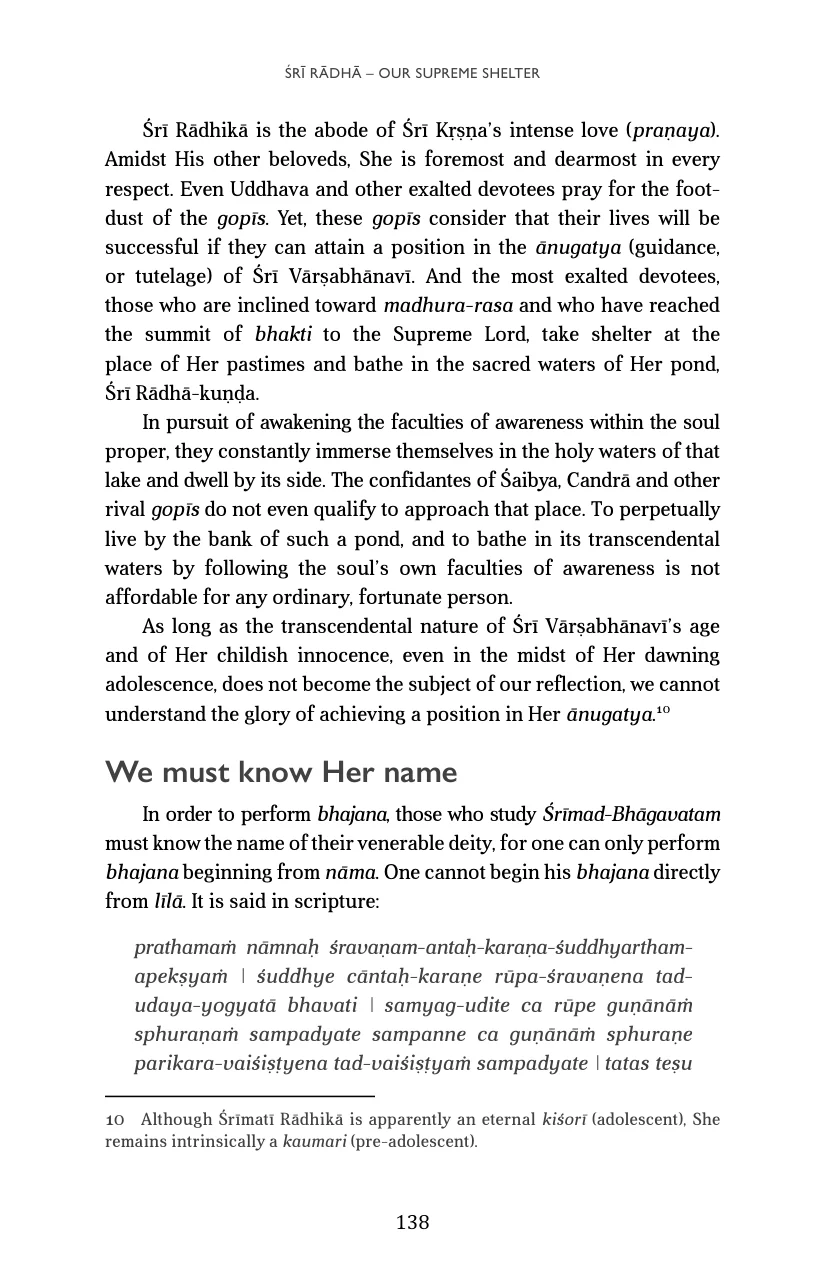 ŚRĪ RĀDHĀ – OUR SUPREME SHELTER
Śrī Rādhikā is the abode of Śrī Kṛṣṇa’s intense love (praṇaya).
Amidst His other beloveds, She is foremost and dearmost in every
respect. Even Uddhava and other exalted devotees pray for the foot-
dust of the gopīs. Yet, these gopīs consider that their lives will be
successful if they can attain a position in the ānugatya (guidance,
or tutelage) of Śrī Vārṣabhānavī. And the most exalted devotees,
those who are inclined toward madhura-rasa and who have reached
the summit of bhakti to the Supreme Lord, take shelter at the
place of Her pastimes and bathe in the sacred waters of Her pond,
Śrī Rādhā-kuṇḍa.
In pursuit of awakening the faculties of awareness within the soul
proper, they constantly immerse themselves in the holy waters of that
lake and dwell by its side. The confidantes of Śaibya, Candrā and other
rival gopīs do not even qualify to approach that place. To perpetually
live by the bank of such a pond, and to bathe in its transcendental
waters by following the soul’s own faculties of awareness is not
affordable for any ordinary, fortunate person.
As long as the transcendental nature of Śrī Vārṣabhānavī’s age
and of Her childish innocence, even in the midst of Her dawning
adolescence, does not become the subject of our reflection, we cannot
understand the glory of achieving a position in Her ānugatya.¹⁰
We must know Her name
In order to perform bhajana, those who study Śrīmad-Bhāgavatam
must know the name of their venerable deity, for one can only perform
bhajana beginning from nāma. One cannot begin his bhajana directly
from līlā. It is said in scripture:
prathamaṁ nāmnaḥ śravaṇam-antaḥ-karaṇa-śuddhyartham-
apekṣyaṁ | śuddhye cāntaḥ-karaṇe rūpa-śravaṇena tad-
udaya-yogyatā bhavati | samyag-udite ca rūpe guṇānāṁ
sphuraṇaṁ sampadyate sampanne ca guṇānāṁ sphuraṇe
parikara-vaiśiṣṭyena tad-vaiśiṣṭyaṁ sampadyate | tatas teṣu
10 Although Śrīmatī Rādhikā is apparently an eternal kiśorī (adolescent), She
remains intrinsically a kaumari (pre-adolescent).
138